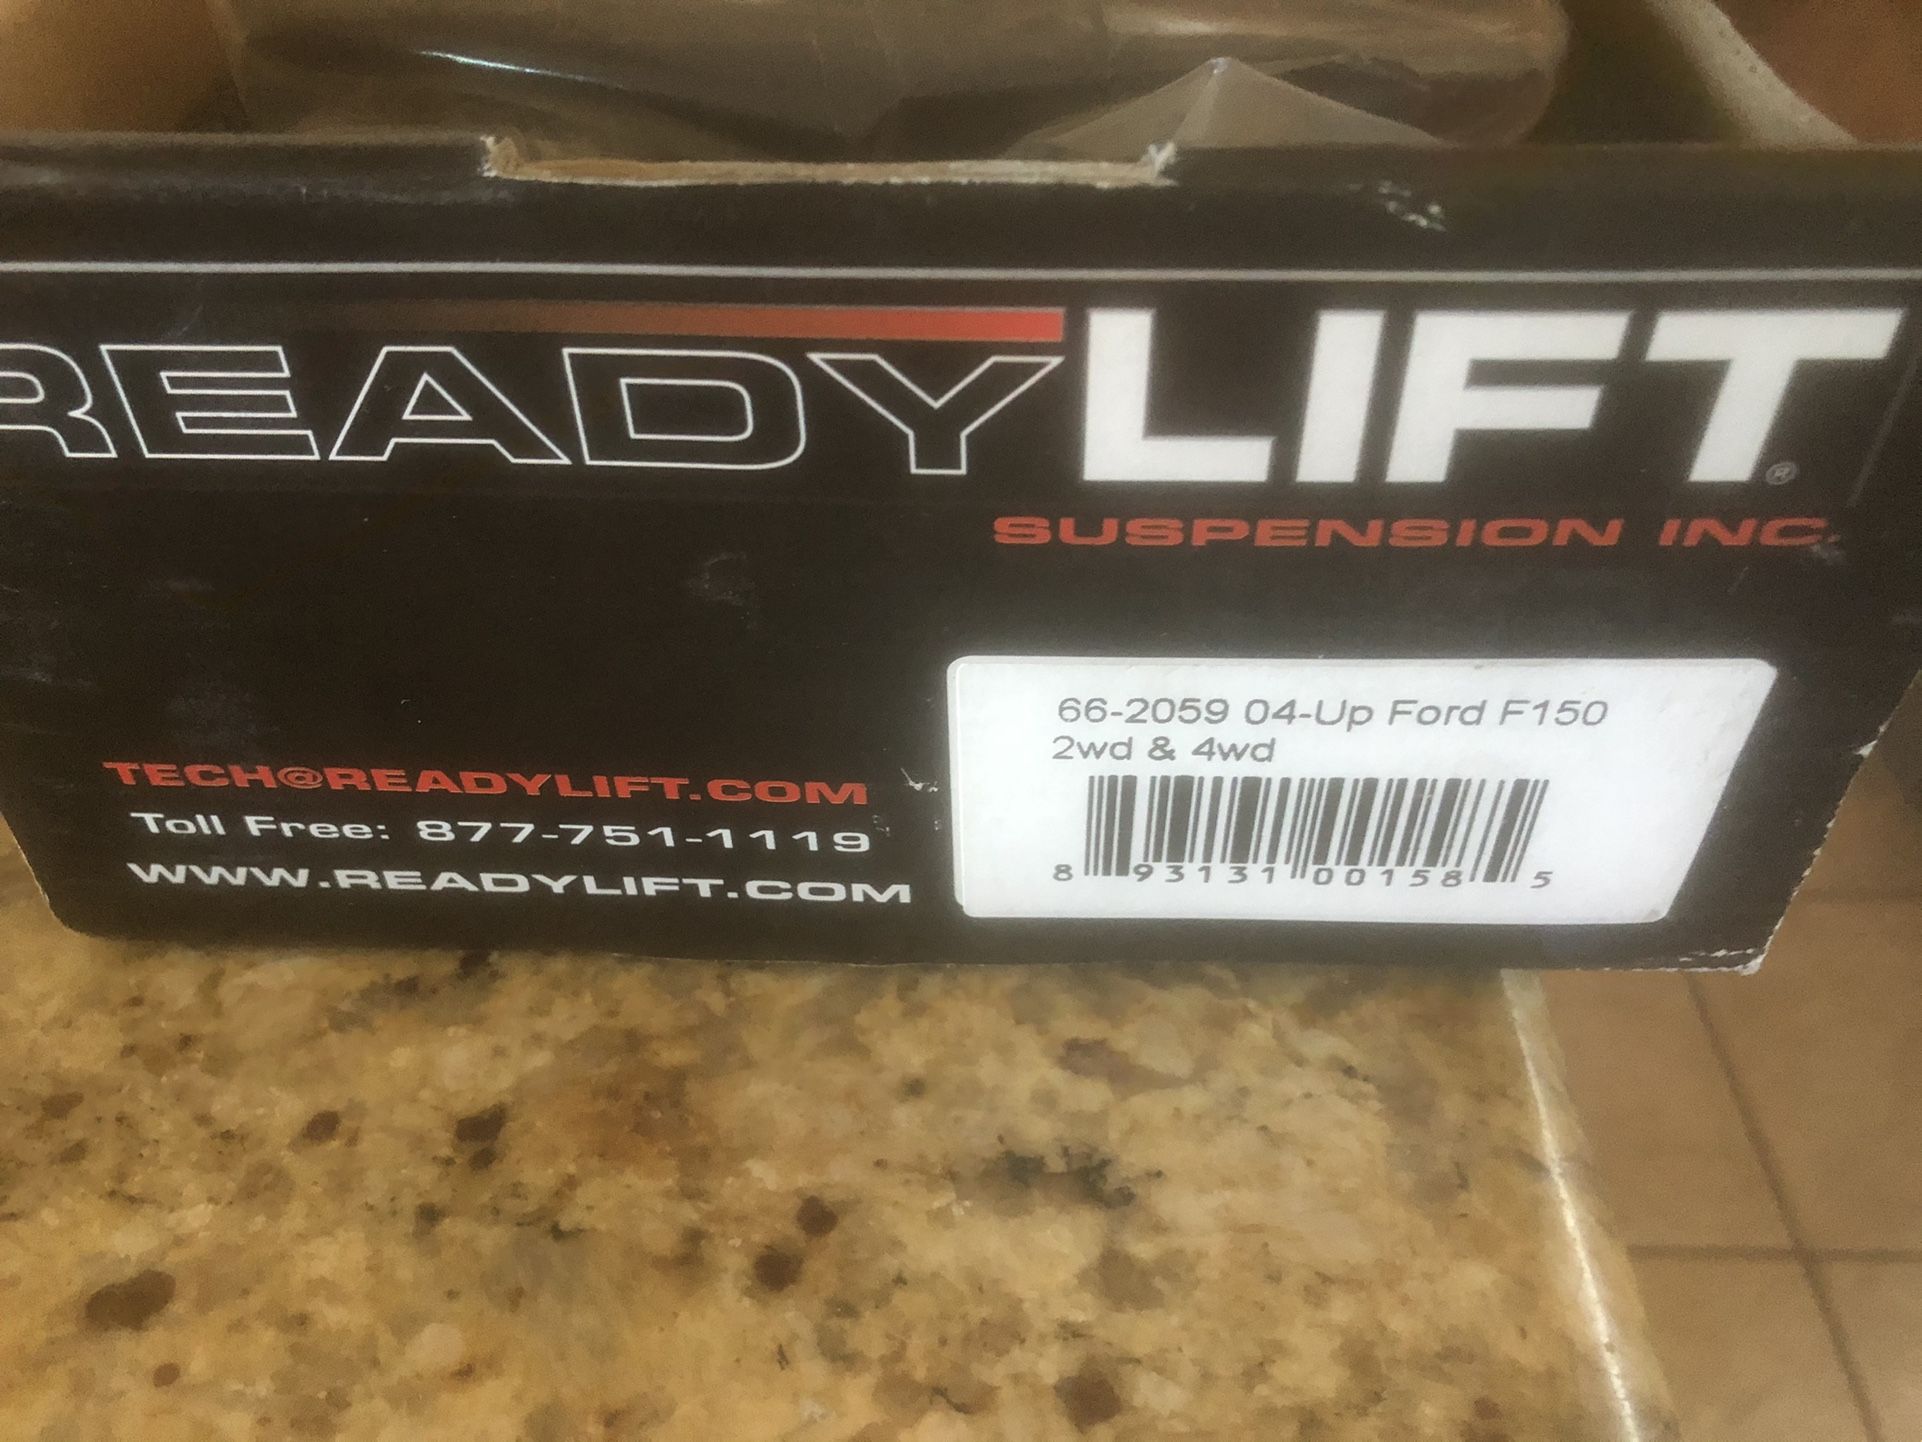 READYLIFT®
SUSPENSION INC.
66-2059 04-Up Ford F150
2wd & 4wd
8 93131 00158 5
TECH@READYLIFT.COM
Toll Free: 877-751-1119
WWW.READYLIFT.COM